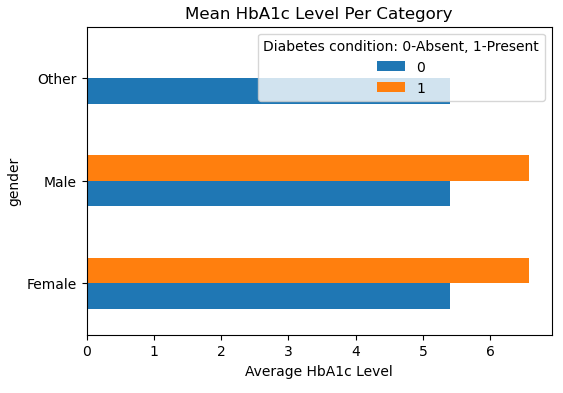 Mean HbA1c Level Per Category
Diabetes condition: 0-Absent, 1-Present
0
1
Other
Male
Female
gender
0 1 2 3 4 5 6
Average HbA1c Level